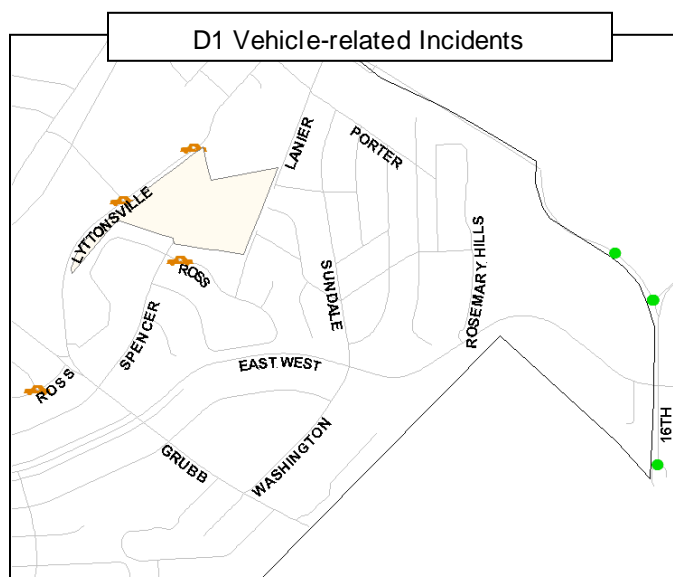 D1 Vehicle-related Incidents
LANIER
PORTER
LYTTONSVILLE
ROSS
SUNDALE
ROSEMARY HILLS
SPENCER
EAST WEST
ROSS
GRUBB
WASHINGTON
16TH